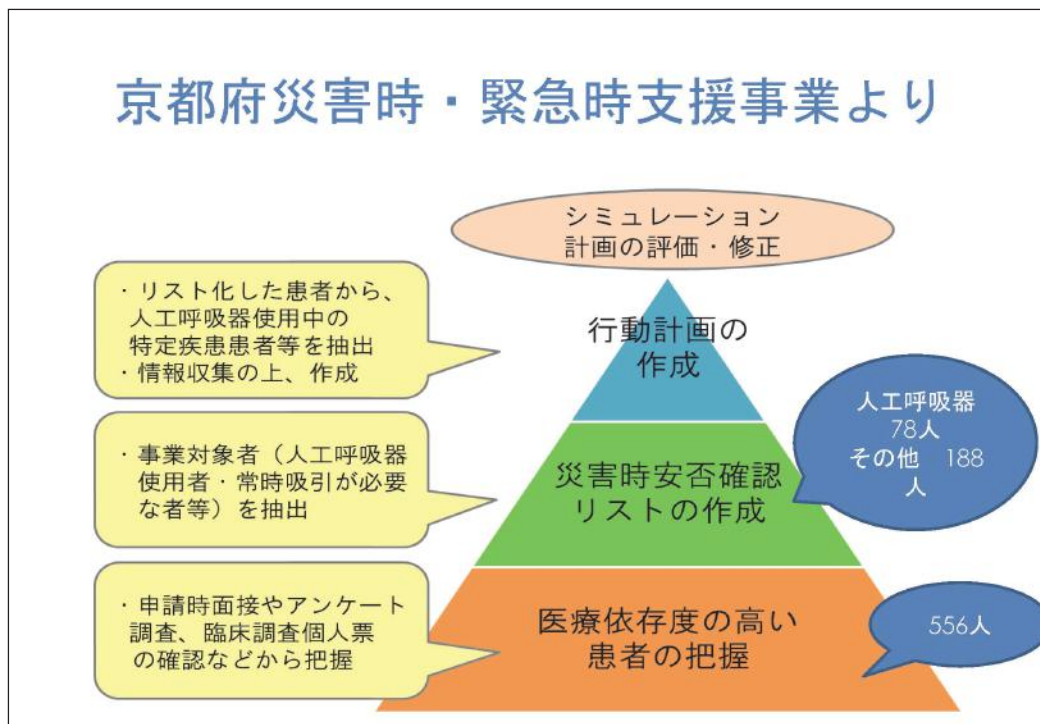 京都府災害時・緊急時支援事業より
シミュレーション
計画の評価・修正
・リスト化した患者から、
人工呼吸器使用中の
特定疾患患者等を抽出
・情報収集の上、作成
行動計画の
作成
人工呼吸器
78人
その他 188
人
・事業対象者（人工呼吸器
使用者・常時吸引が必要
な者等）を抽出
災害時安否確認
リストの作成
・申請時面接やアンケート
調査、臨床調査個人票
の確認などから把握
医療依存度の高い
患者の把握
556人